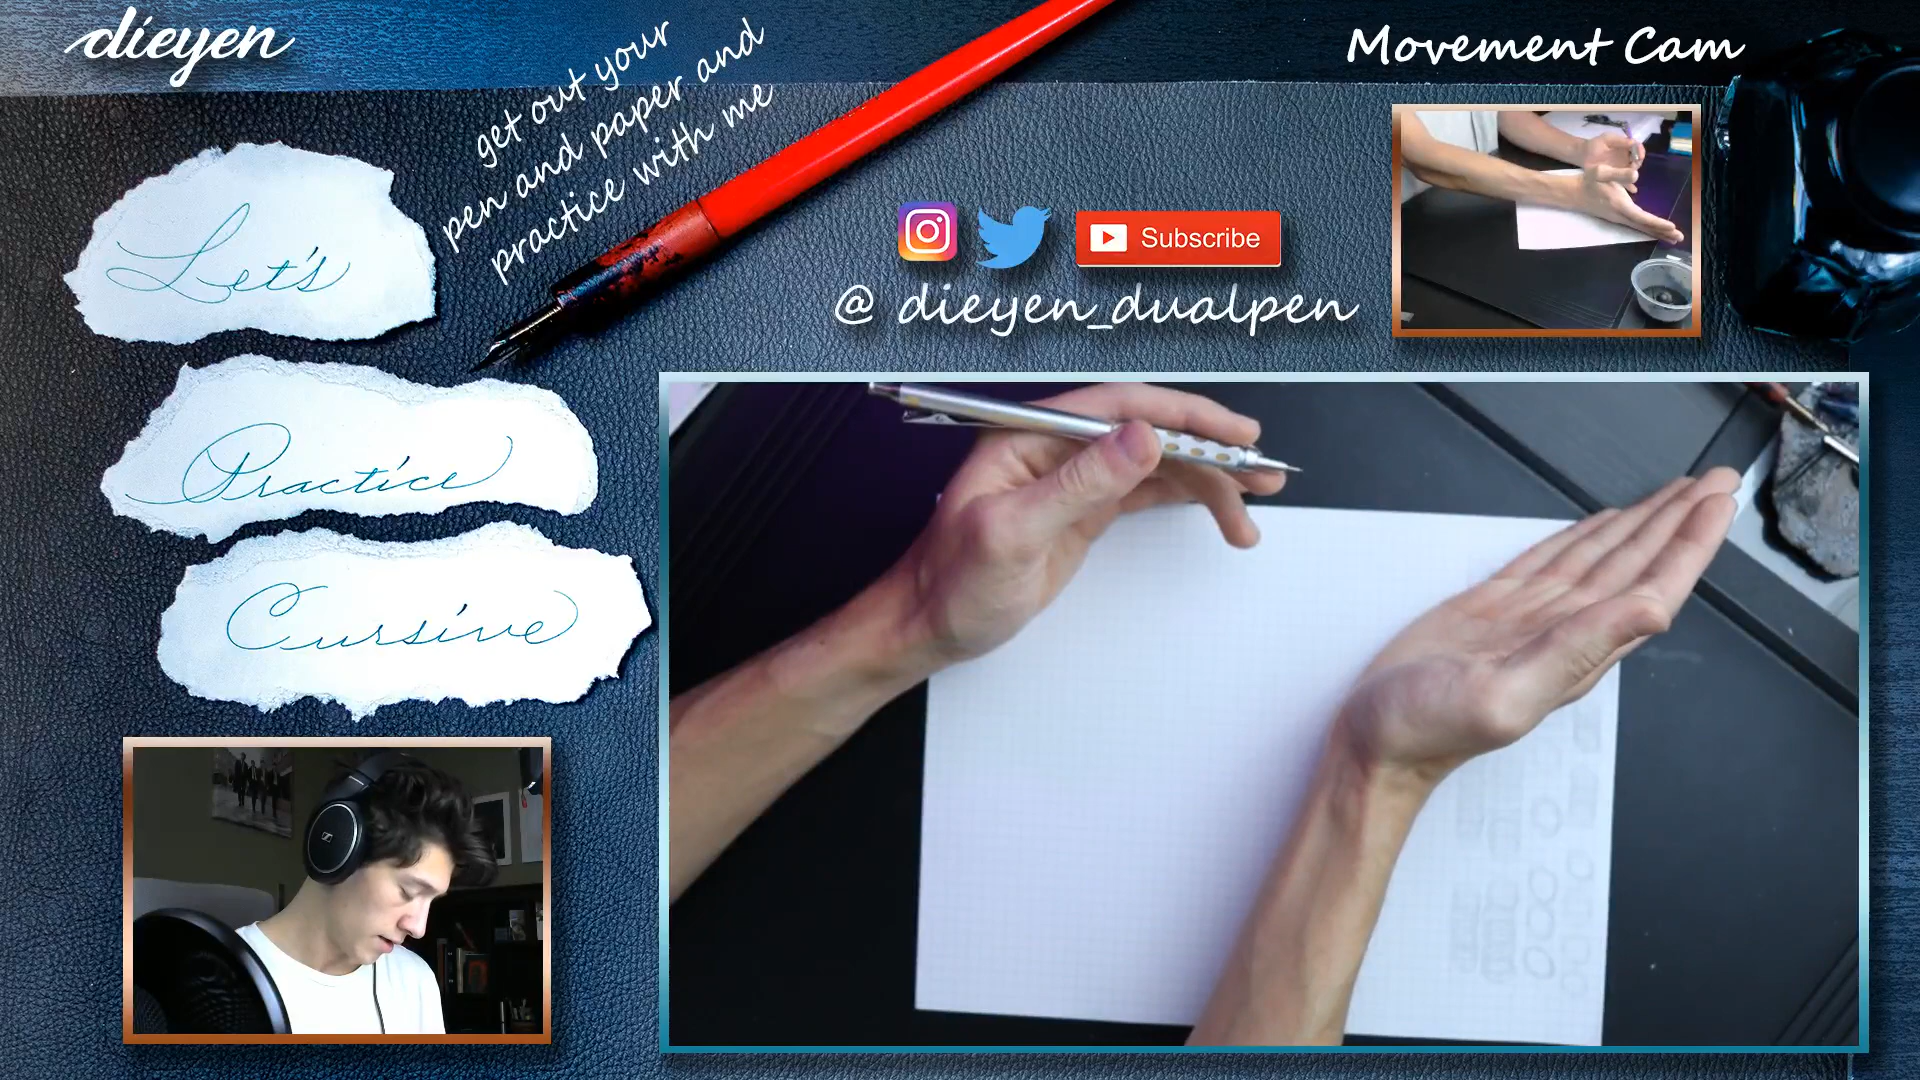 dieyen
get out your
pen and paper and
practice with me
Movement Cam
Let's
Practice
Cursive
Subscribe
@ dieyen_dualpen